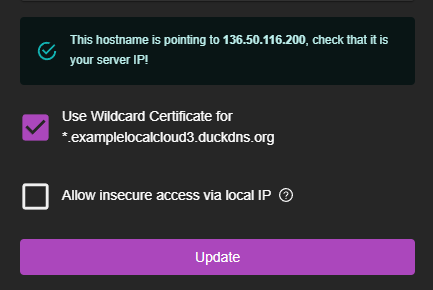 This hostname is pointing to 136.50.116.200, check that it is
your server IP!
Use Wildcard Certificate for
*.examplelocalcloud3.duckdns.org
Allow insecure access via local IP ?
Update